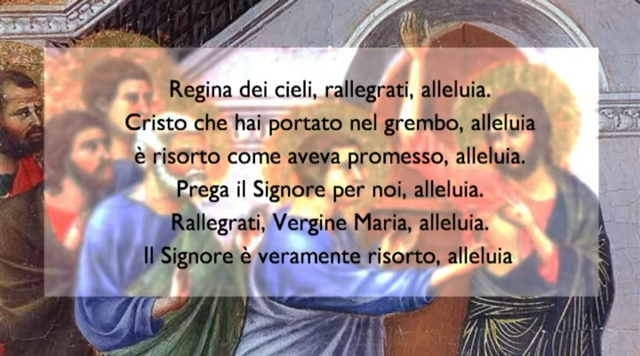 Regina dei cieli, rallegrati, alleluia.
Cristo che hai portato nel grembo, alleluia
è risorto come aveva promesso, alleluia.
Prega il Signore per noi, alleluia.
Rallegrati, Vergine Maria, alleluia.
Il Signore è veramente risorto, alleluia